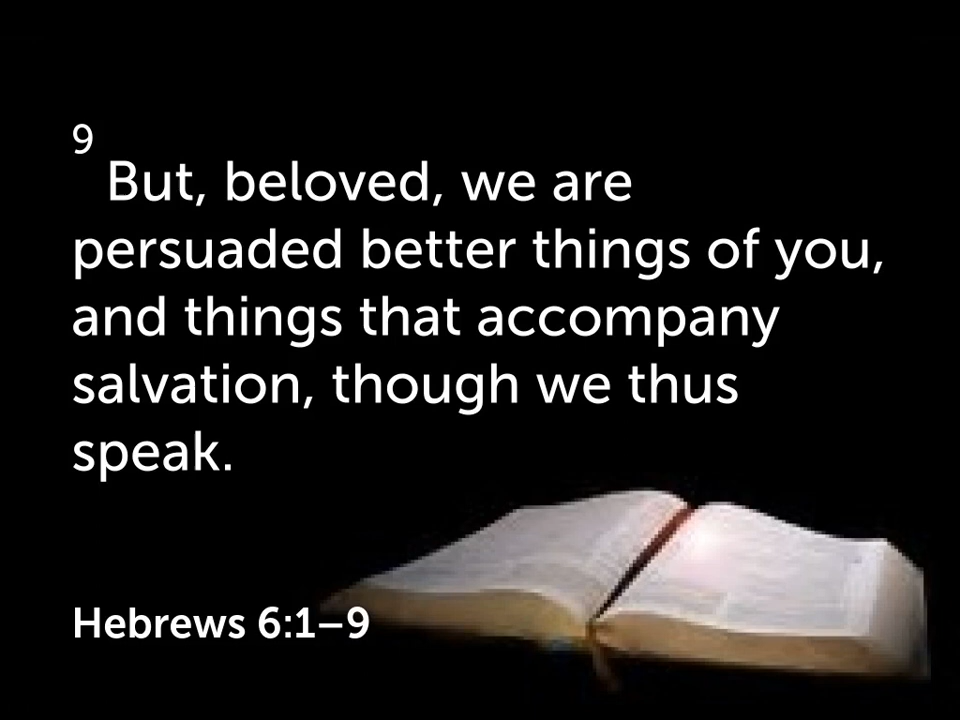 9
But, beloved, we are
persuaded better things of you,
and things that accompany
salvation, though we thus
speak.
Hebrews 6:1–9